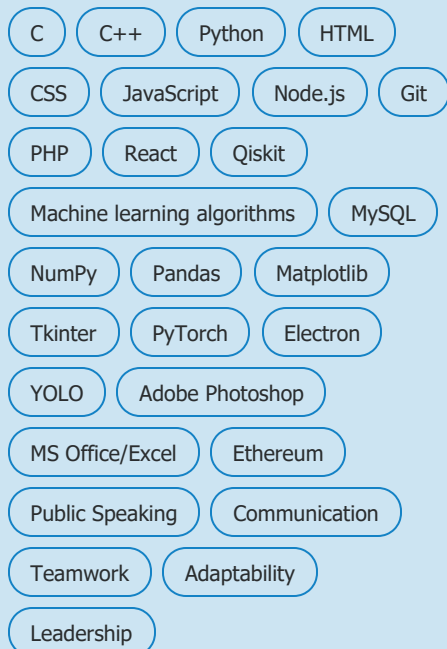 C C++ Python HTML
CSS JavaScript Node.js Git
PHP React Qiskit
Machine learning algorithms MySQL
NumPy Pandas Matplotlib
Tkinter PyTorch Electron
YOLO Adobe Photoshop
MS Office/Excel Ethereum
Public Speaking Communication
Teamwork Adaptability
Leadership